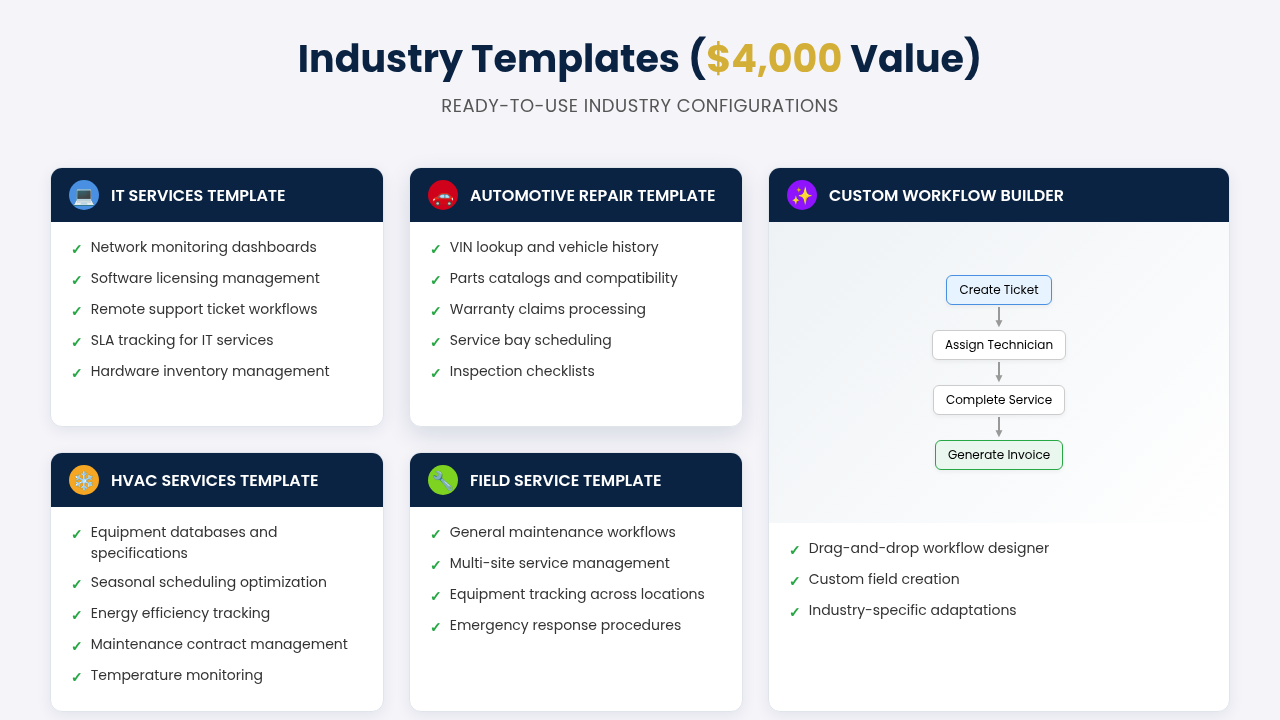 Industry Templates ($4,000 Value)
READY-TO-USE INDUSTRY CONFIGURATIONS
IT SERVICES TEMPLATE
✓ Network monitoring dashboards
✓ Software licensing management
✓ Remote support ticket workflows
✓ SLA tracking for IT services
✓ Hardware inventory management
AUTOMOTIVE REPAIR TEMPLATE
✓ VIN lookup and vehicle history
✓ Parts catalogs and compatibility
✓ Warranty claims processing
✓ Service bay scheduling
✓ Inspection checklists
CUSTOM WORKFLOW BUILDER
Create Ticket
Assign Technician
Complete Service
Generate Invoice
✓ Drag-and-drop workflow designer
✓ Custom field creation
✓ Industry-specific adaptations
HVAC SERVICES TEMPLATE
✓ Equipment databases and
specifications
✓ Seasonal scheduling optimization
✓ Energy efficiency tracking
✓ Maintenance contract management
✓ Temperature monitoring
FIELD SERVICE TEMPLATE
✓ General maintenance workflows
✓ Multi-site service management
✓ Equipment tracking across locations
✓ Emergency response procedures